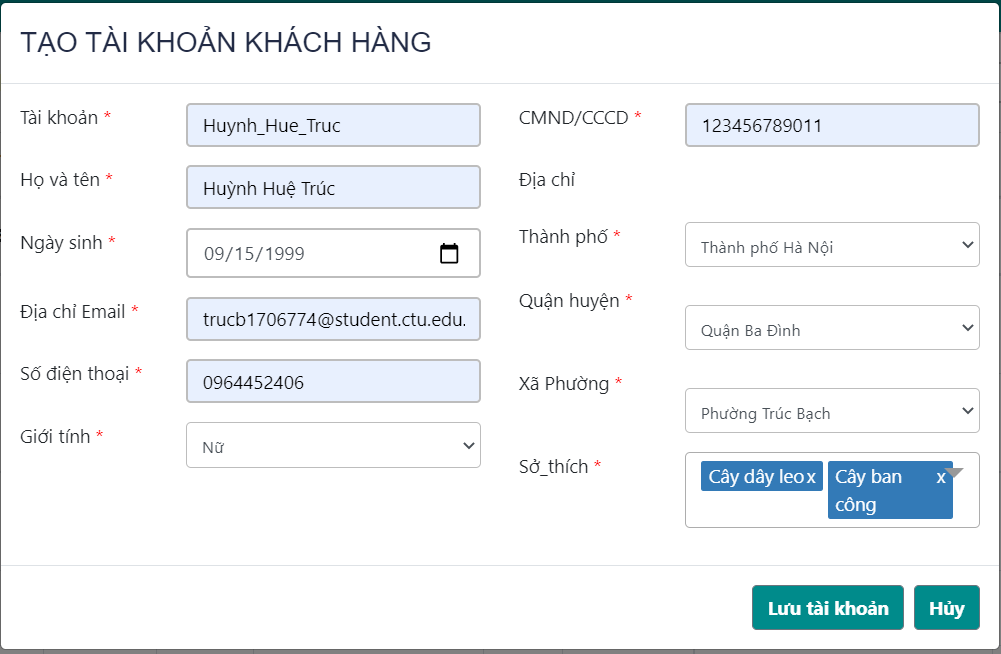 TẠO TÀI KHOẢN KHÁCH HÀNG
Tài khoản *
Huynh_Hue_Truc
Họ và tên *
Huỳnh Huệ Trúc
Ngày sinh *
09/15/1999
Địa chỉ Email *
trucb1706774@student.ctu.edu.
Số điện thoại *
0964452406
Giới tính *
Nữ
CMND/CCCD *
123456789011
Địa chỉ
Thành phố *
Thành phố Hà Nội
Quận huyện *
Quận Ba Đình
Xã Phường *
Phường Trúc Bạch
Sở_thích *
Cây dây leo x
Cây ban công x
Lưu tài khoản
Hủy